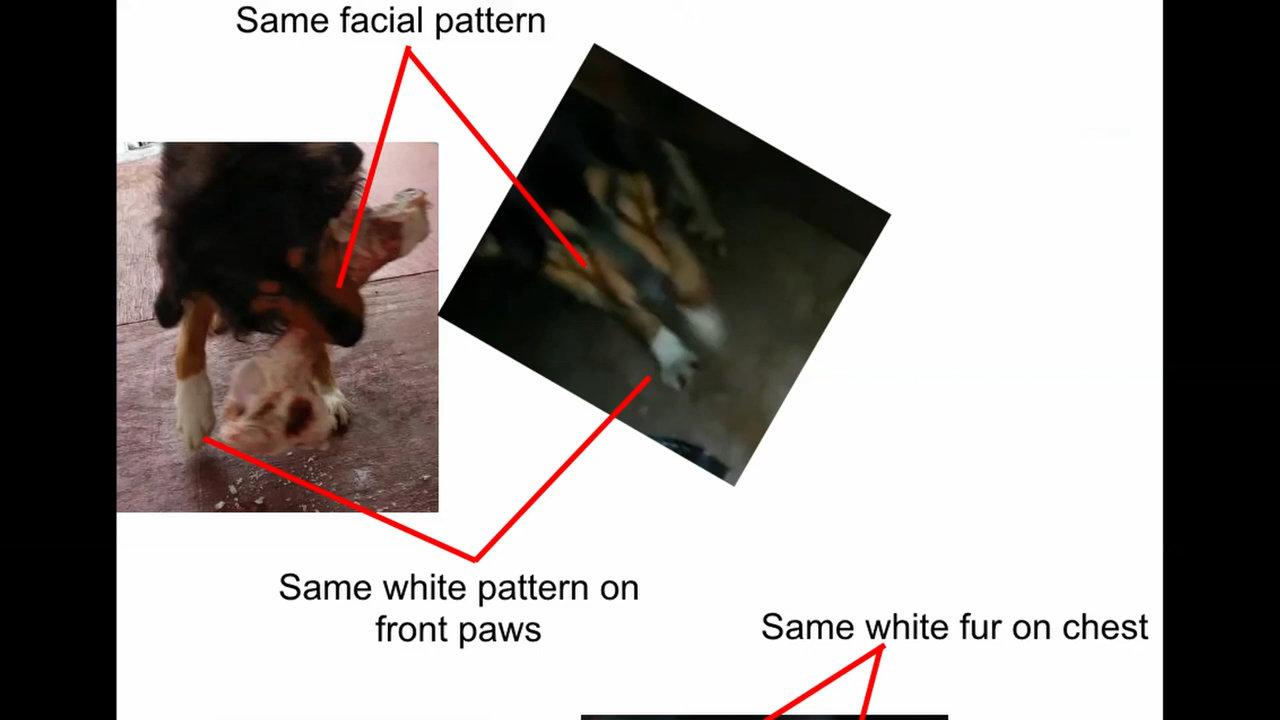 Same facial pattern
Same white pattern on
front paws
Same white fur on chest